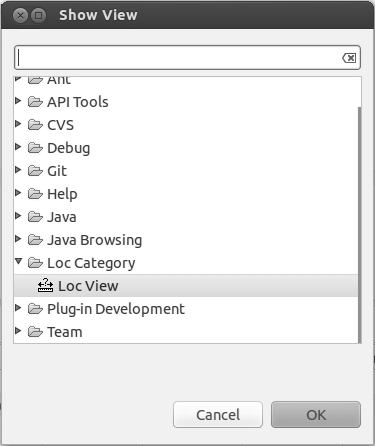 Show View
Ant
API Tools
CVS
Debug
Git
Help
Java
Java Browsing
Loc Category
Loc View
Plug-in Development
Team
Cancel
OK